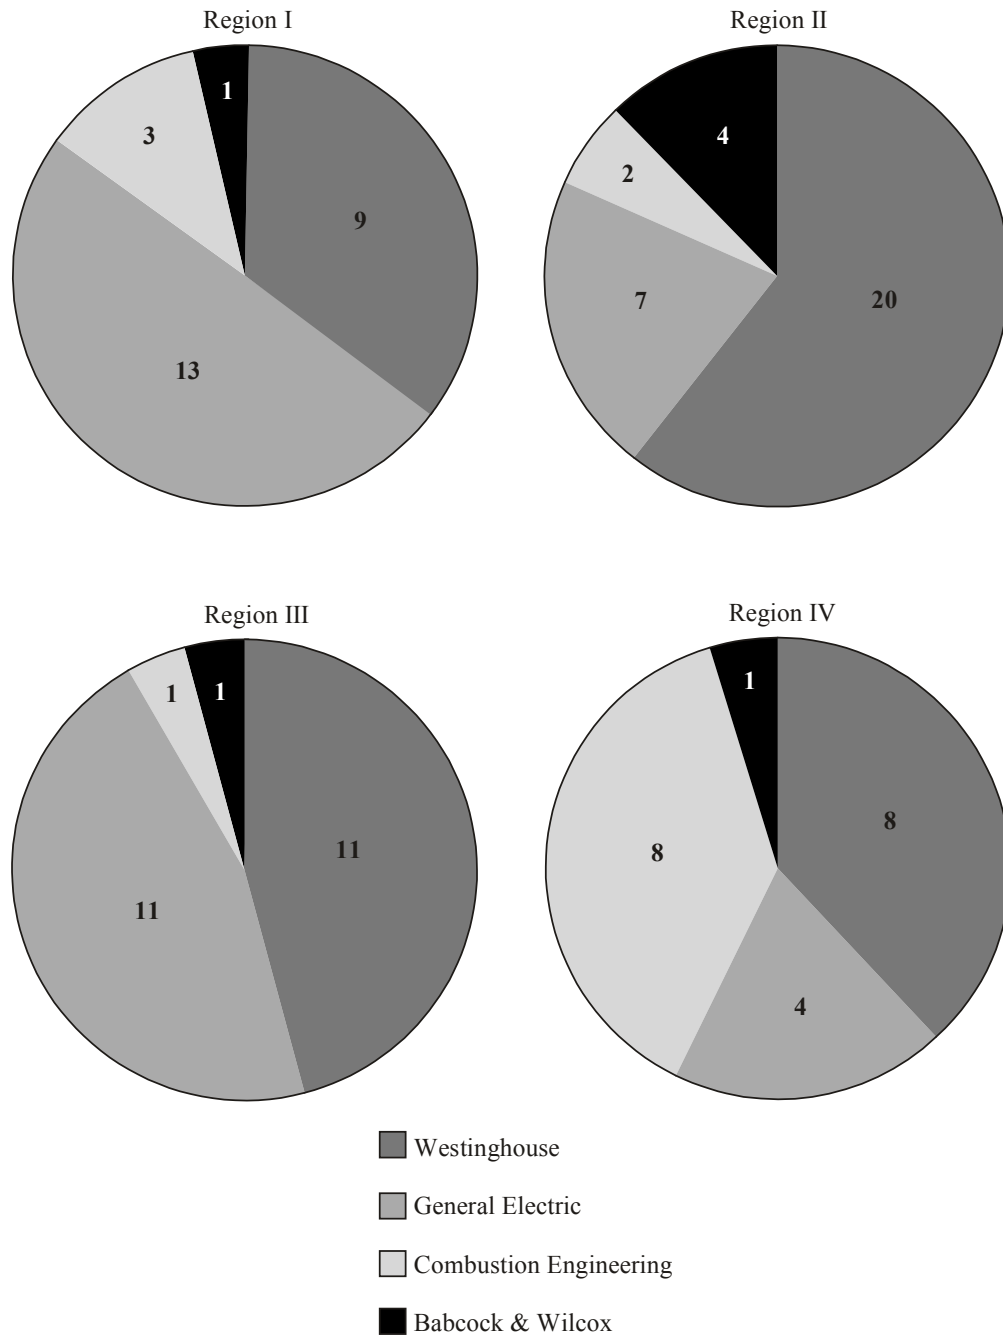 Region I
1
3
9
13
Region II
4
2
7
20
Region III
1
1
11
11
Region IV
1
8
8
4
Westinghouse
General Electric
Combustion Engineering
Babcock & Wilcox